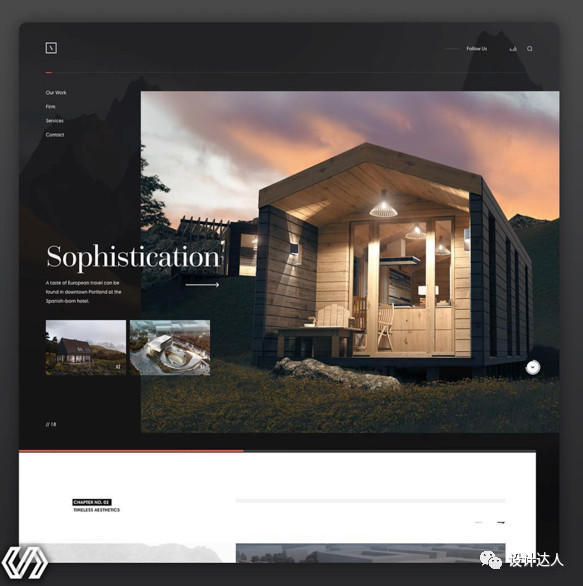 Follow Us
Our Work
Firm
Services
Contact
Sophistication
A taste of European travel can be
found in downtown Portland at the
Spanish-born hotel.
// 18
CHAPTER NO. 02
TIMELESS AESTHETICS
设计达人